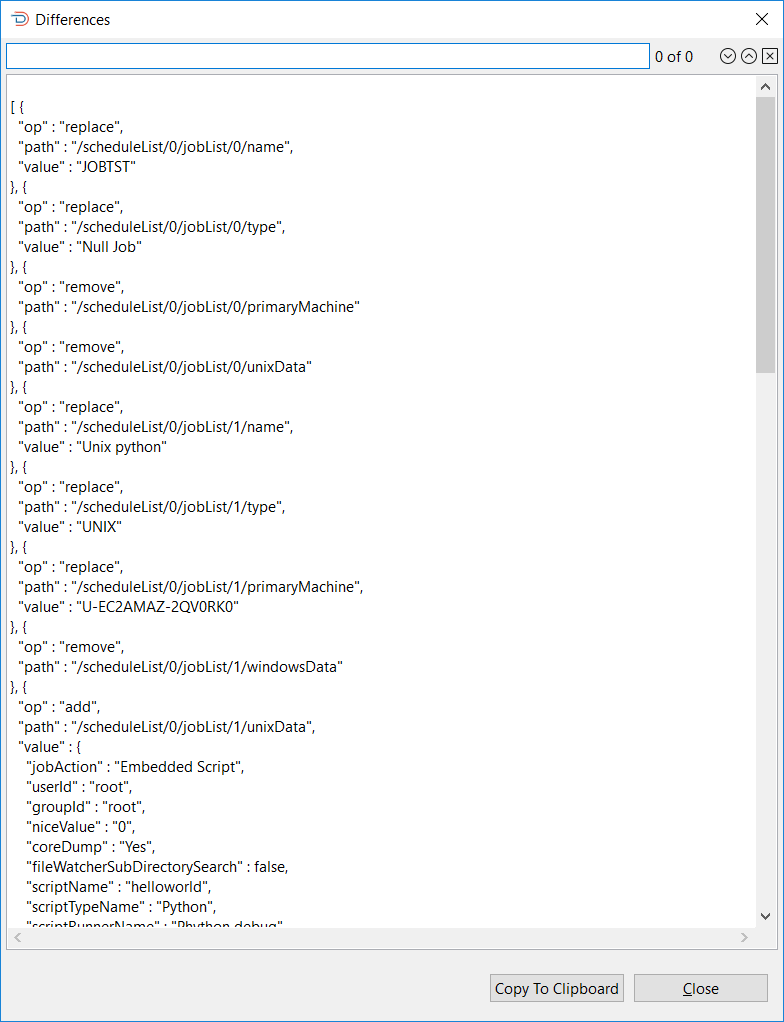 Differences
0 of 0
[ {
"op" : "replace",
"path" : "/scheduleList/0/jobList/0/name",
"value" : "JOBTST"
}, {
"op" : "replace",
"path" : "/scheduleList/0/jobList/0/type",
"value" : "Null Job"
}, {
"op" : "remove",
"path" : "/scheduleList/0/jobList/0/primaryMachine"
}, {
"op" : "remove",
"path" : "/scheduleList/0/jobList/0/unixData"
}, {
"op" : "replace",
"path" : "/scheduleList/0/jobList/1/name",
"value" : "Unix python"
}, {
"op" : "replace",
"path" : "/scheduleList/0/jobList/1/type",
"value" : "UNIX"
}, {
"op" : "replace",
"path" : "/scheduleList/0/jobList/1/primaryMachine",
"value" : "U-EC2AMAZ-2QV0RK0"
}, {
"op" : "remove",
"path" : "/scheduleList/0/jobList/1/windowsData"
}, {
"op" : "add",
"path" : "/scheduleList/0/jobList/1/unixData",
"value" : {
"jobAction" : "Embedded Script",
"userId" : "root",
"groupId" : "root",
"niceValue" : "0",
"coreDump" : "Yes",
"fileWatcherSubDirectorySearch" : false,
"scriptName" : "helloworld",
"scriptTypeName" : "Python",
"scriptRunnerName" : "Phython debug"
Copy To Clipboard
Close